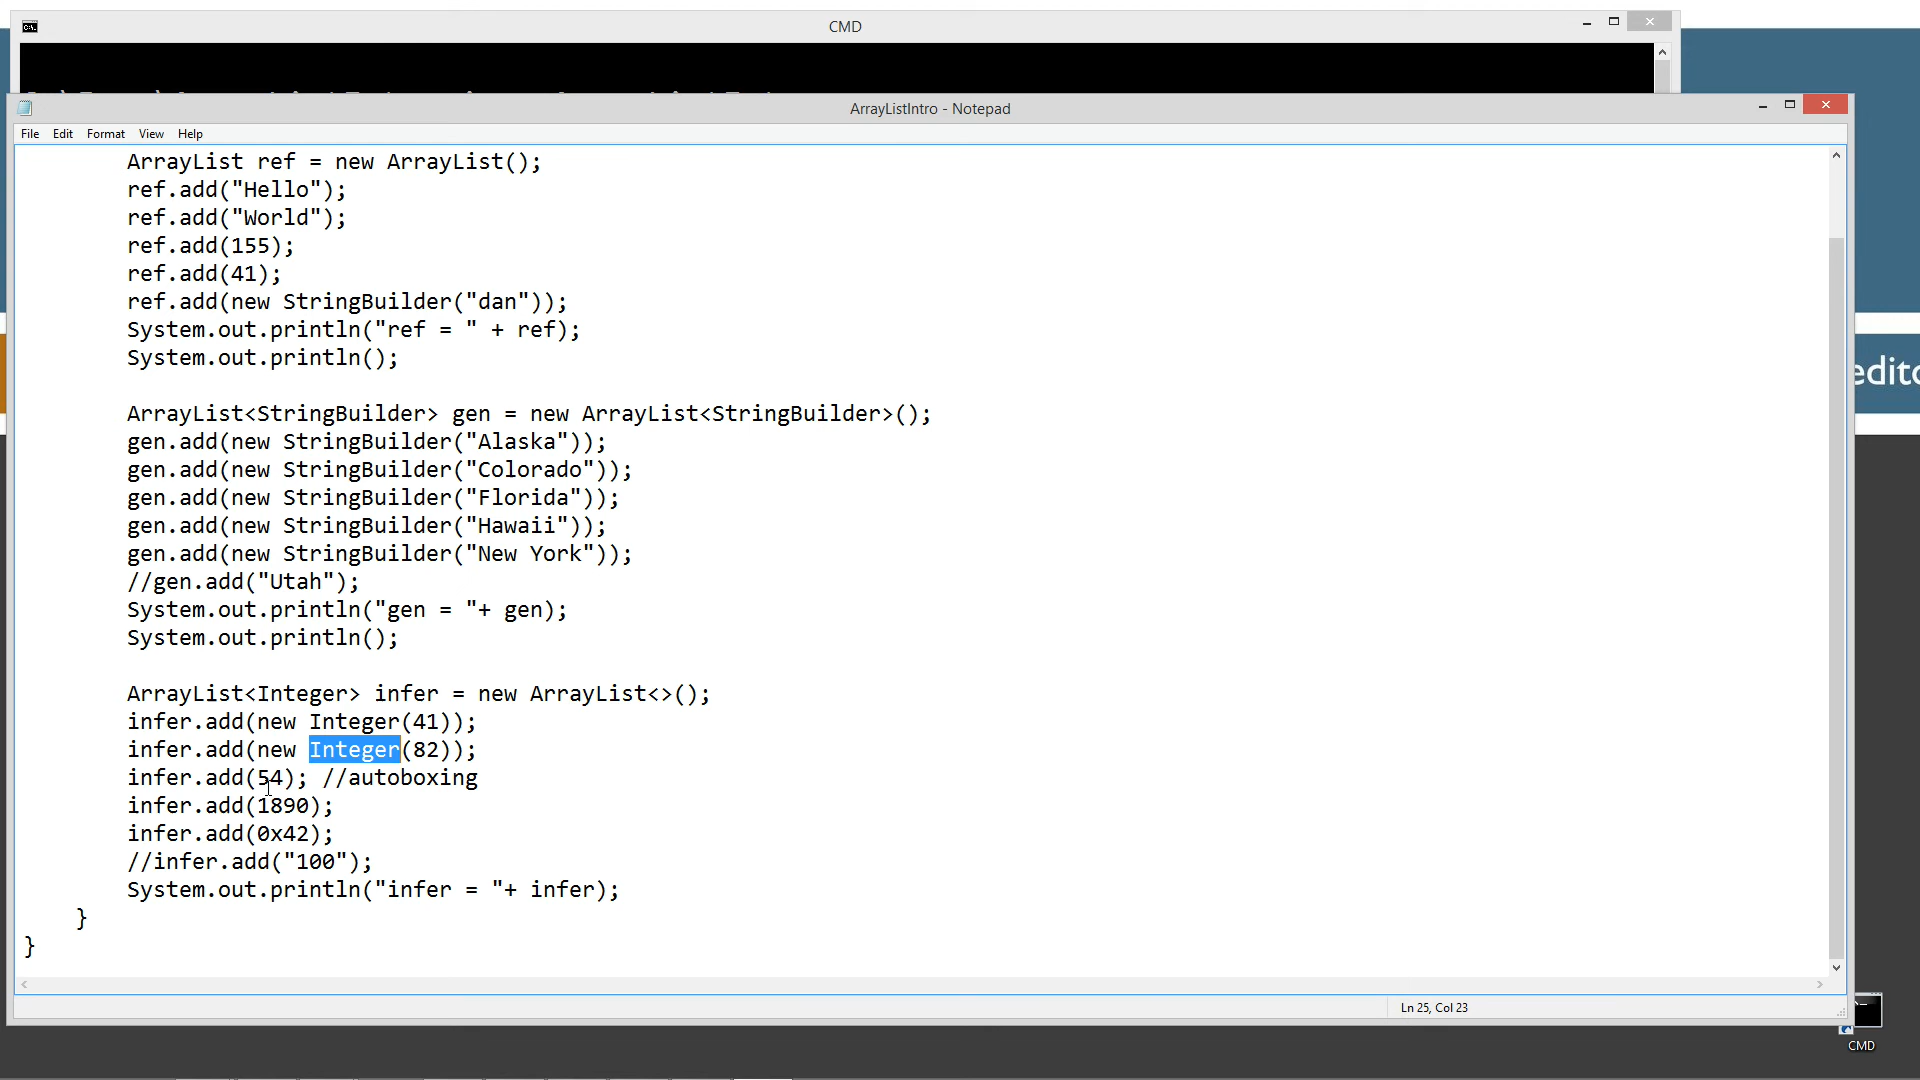 CMD
ArrayListIntro - Notepad
File Edit Format View Help
ArrayList ref = new ArrayList();
ref.add("Hello");
ref.add("World");
ref.add(155);
ref.add(41);
ref.add(new StringBuilder("dan"));
System.out.println("ref = " + ref);
System.out.println();
ArrayList<StringBuilder> gen = new ArrayList<StringBuilder>();
gen.add(new StringBuilder("Alaska"));
gen.add(new StringBuilder("Colorado"));
gen.add(new StringBuilder("Florida"));
gen.add(new StringBuilder("Hawaii"));
gen.add(new StringBuilder("New York"));
//gen.add("Utah");
System.out.println("gen = "+ gen);
System.out.println();
ArrayList<Integer> infer = new ArrayList<>();
infer.add(new Integer(41));
infer.add(new Integer(82));
infer.add(54); //autoboxing
infer.add(1890);
infer.add(0x42);
//infer.add("100");
System.out.println("infer = "+ infer);
}
}
Ln 25, Col 23
CMD